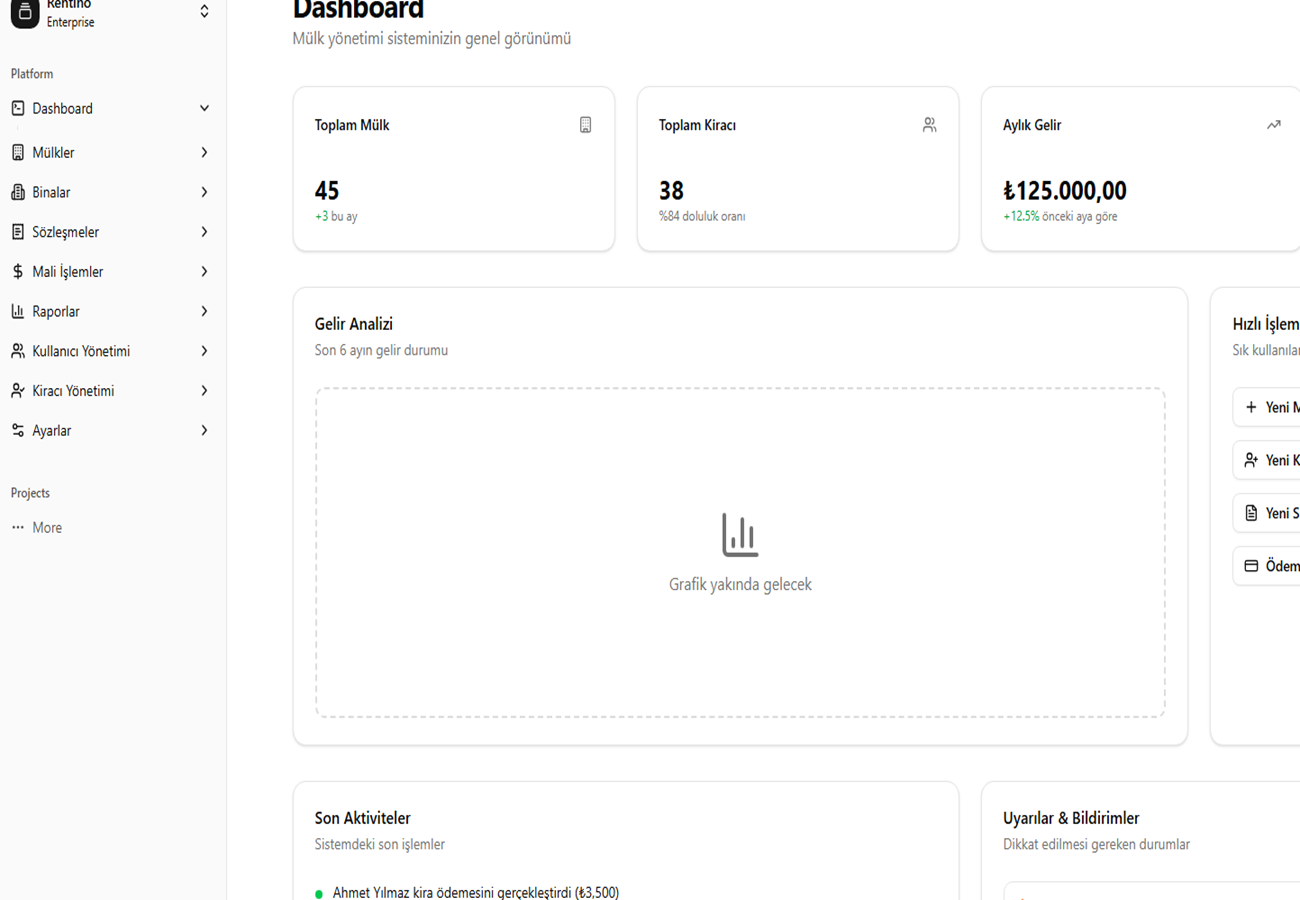 Rentino
Enterprise
Platform
Dashboard
Mülkler
Binalar
Sözleşmeler
Mali İşlemler
Raporlar
Kullanıcı Yönetimi
Kiracı Yönetimi
Ayarlar
Projects
More
Dashboard
Mülk yönetimi sisteminizin genel görünümü
Toplam Mülk
45
+3 bu ay
Toplam Kiracı
38
%84 doluluk oranı
Aylık Gelir
₺125.000,00
+12.5% önceki aya göre
Gelir Analizi
Son 6 ayın gelir durumu
Grafik yakında gelecek
Hızlı İşlem
Sık
Yeni
Yeni
Yeni
Son Aktiviteler
Sistemdeki son işlemler
Ahmet Yılmaz kira ödemesini gerçekleştirdi (₺3,500)
Uyarılar & Bildirimler
Dikkat edilmesi gereken durumlar